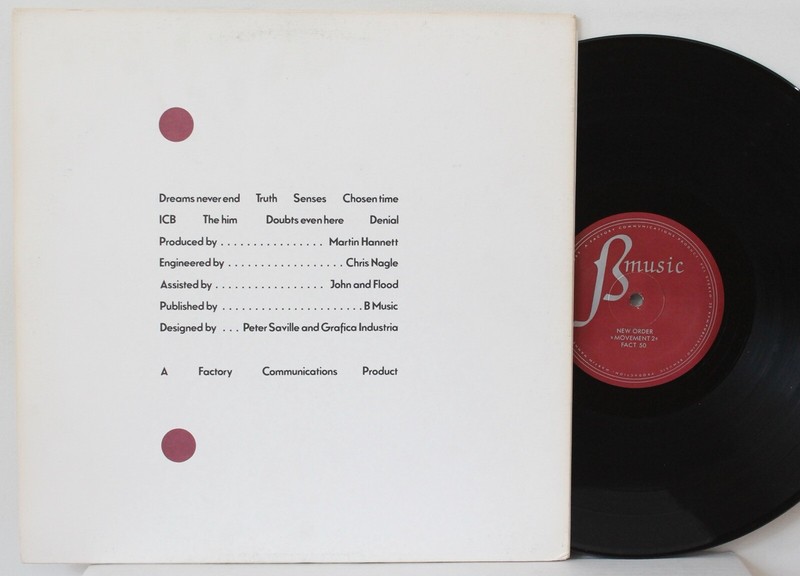 Dreams never end Truth Senses Chosen time
ICB The him Doubts even here Denial
Produced by . . . . . . . . . . . . . . . . Martin Hannett
Engineered by . . . . . . . . . . . . . . . . . . Chris Nagle
Assisted by . . . . . . . . . . . . . . . . . John and Flood
Published by . . . . . . . . . . . . . . . . . . . . . B Music
Designed by . . . Peter Saville and Grafica Industria
A Factory Communications Product
Bmusic
NEW ORDER
»MOVEMENT 2«
FACT 50